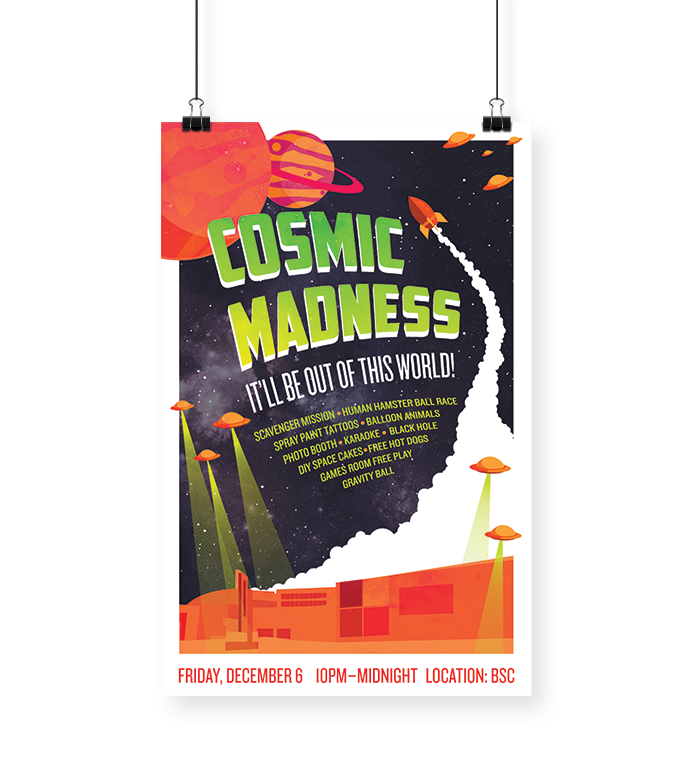 COSMIC
MADNESS
IT'LL BE OUT OF THIS WORLD!
SCAVENGER MISSION • HUMAN HAMSTER BALL RACE
SPRAY PAINT TATTOOS • BALLOON ANIMALS
PHOTO BOOTH • KARAOKE • BLACK HOLE
DIY SPACE CAKES • FREE HOT DOGS
GAMES ROOM FREE PLAY
GRAVITY BALL
FRIDAY, DECEMBER 6 10PM–MIDNIGHT LOCATION: BSC